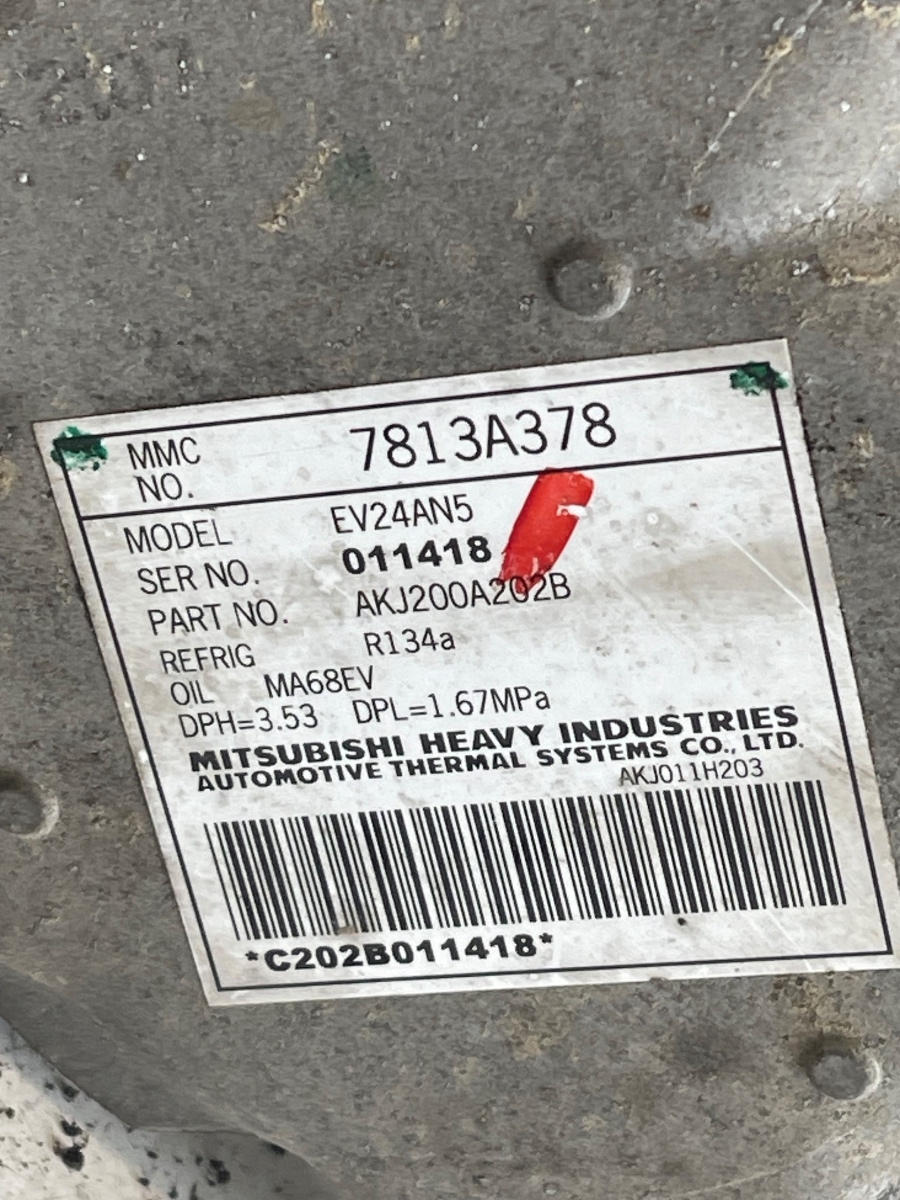 MMC NO. 7813A378
MODEL EV24AN5
SER NO. 011418
PART NO. AKJ200A202B
REFRIG R134a
OIL MA68EV
DPH=3.53 DPL=1.67MPa
MITSUBISHI HEAVY INDUSTRIES
AUTOMOTIVE THERMAL SYSTEMS CO., LTD.
AKJ011H203
*C202B011418*